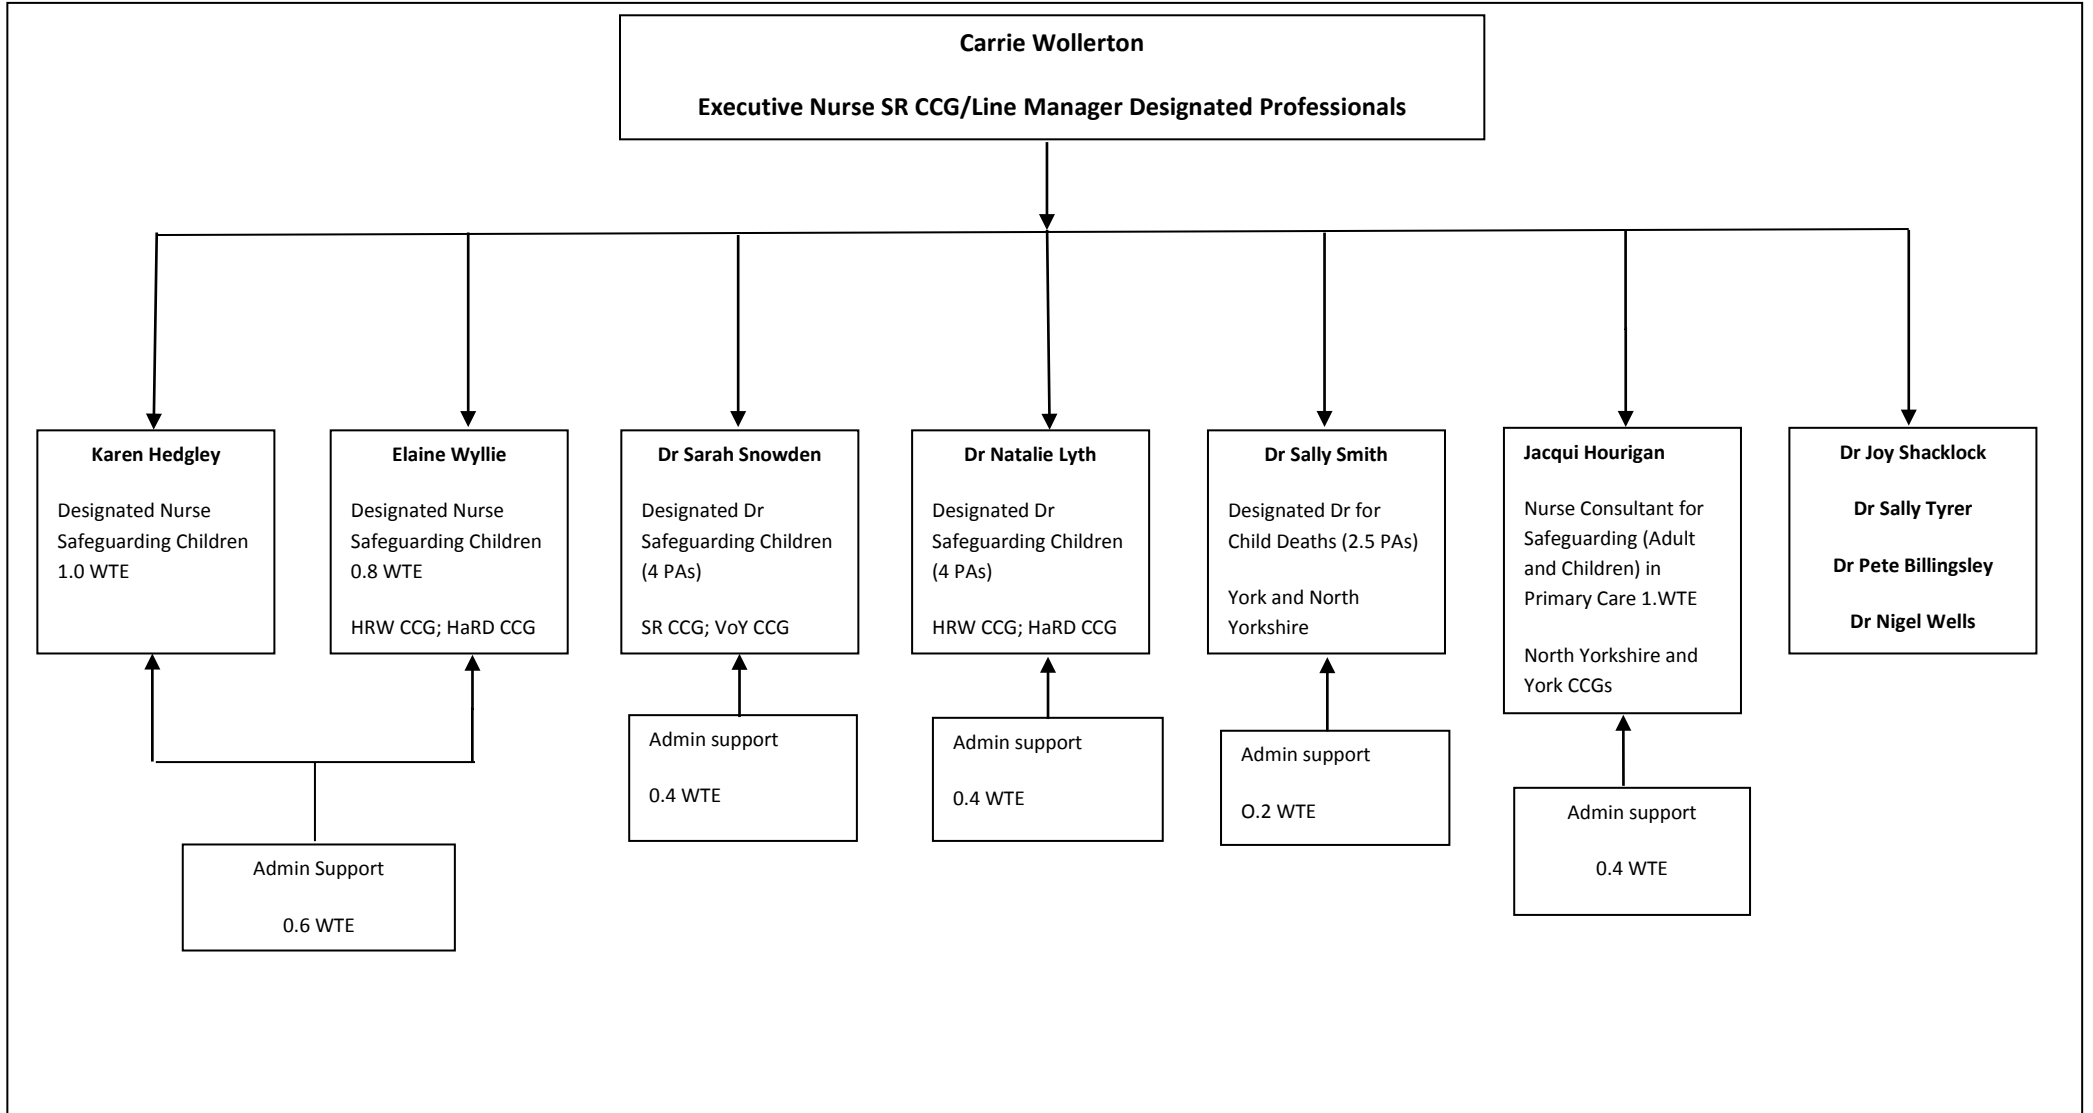 Carrie Wollerton
Executive Nurse SR CCG/Line Manager Designated Professionals
Karen Hedgley
Designated Nurse
Safeguarding Children
1.0 WTE
Elaine Wyllie
Designated Nurse
Safeguarding Children
0.8 WTE
HRW CCG; HaRD CCG
Dr Sarah Snowden
Designated Dr
Safeguarding Children
(4 PAs)
SR CCG; VoY CCG
Dr Natalie Lyth
Designated Dr
Safeguarding Children
(4 PAs)
HRW CCG; HaRD CCG
Dr Sally Smith
Designated Dr for
Child Deaths (2.5 PAs)
York and North
Yorkshire
Jacqui Hourigan
Nurse Consultant for
Safeguarding (Adult
and Children) in
Primary Care 1.WTE
North Yorkshire and
York CCGs
Dr Joy Shacklock
Dr Sally Tyrer
Dr Pete Billingsley
Dr Nigel Wells
Admin Support
0.6 WTE
Admin support
0.4 WTE
Admin support
0.4 WTE
Admin support
O.2 WTE
Admin support
0.4 WTE